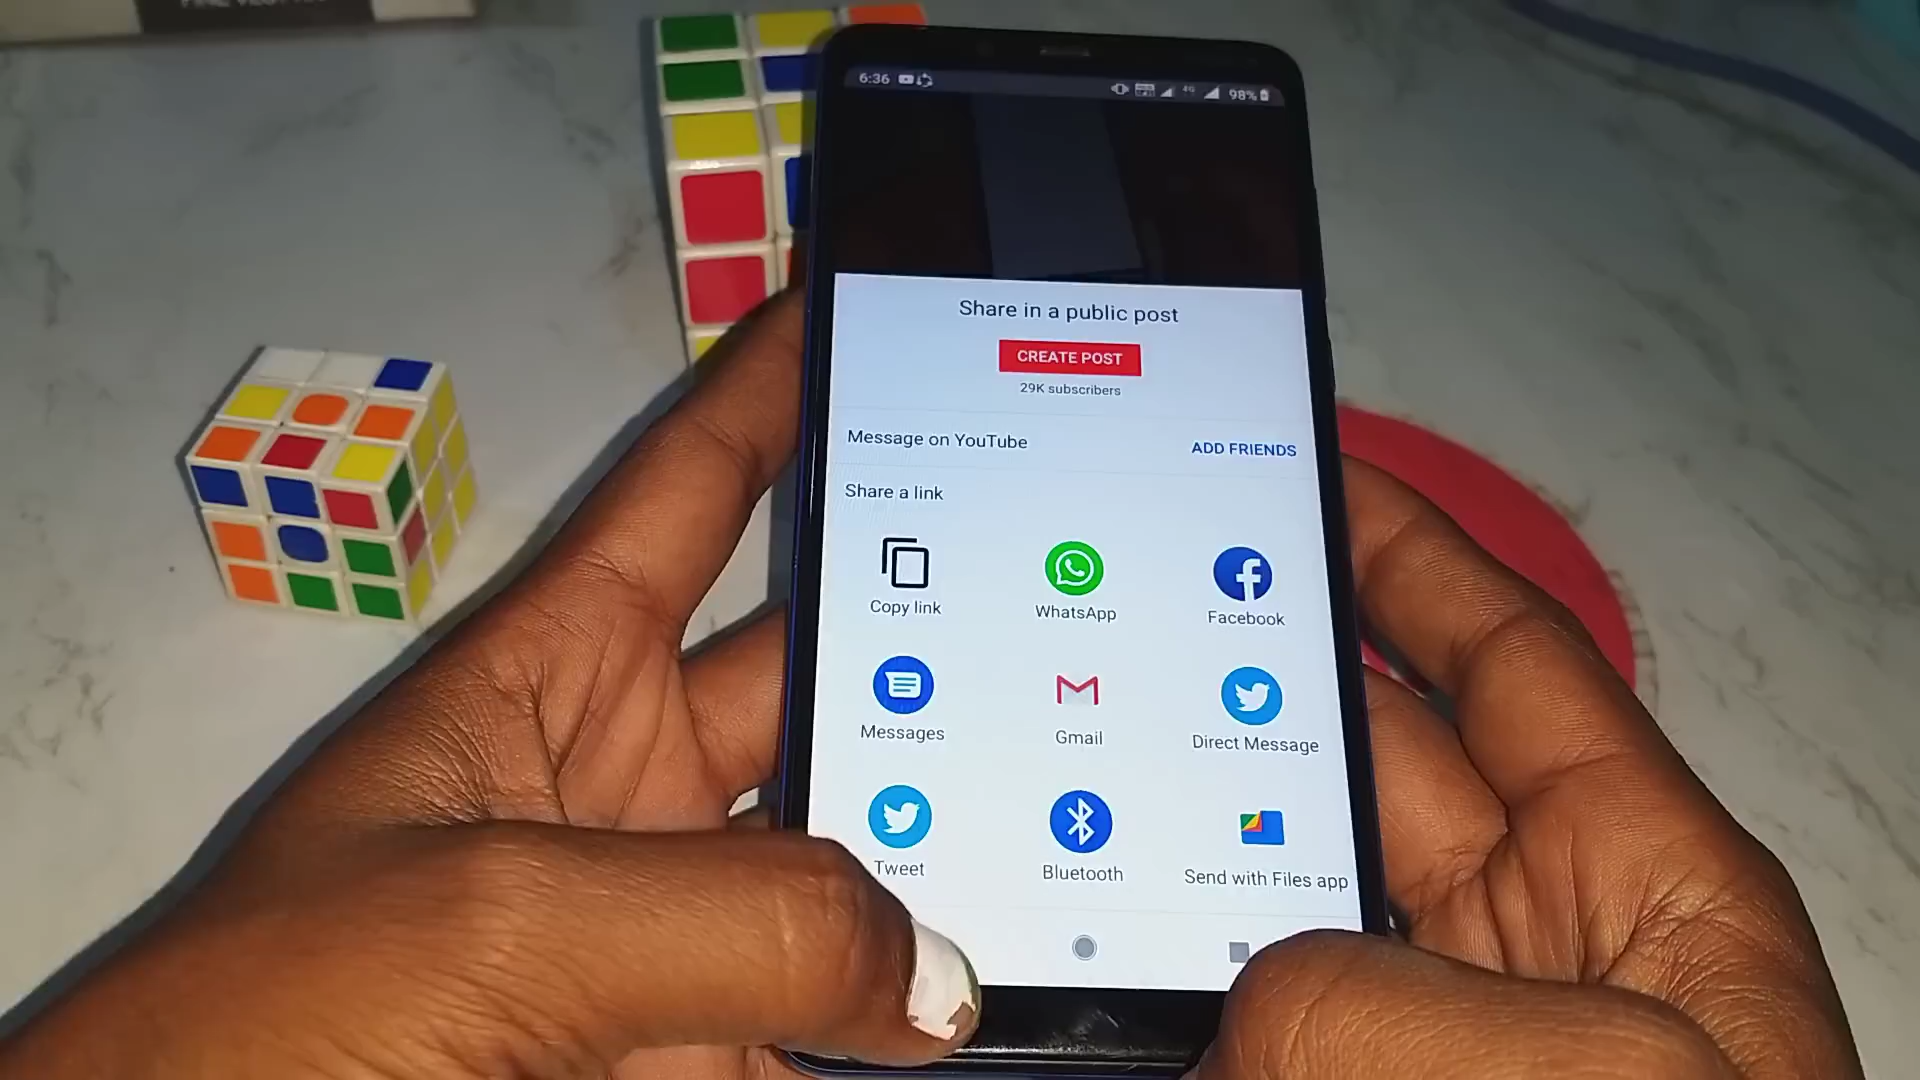 6:36
4G 98%
Share in a public post
CREATE POST
29K subscribers
Message on YouTube ADD FRIENDS
Share a link
Copy link WhatsApp Facebook
Messages Gmail Direct Message
Tweet Bluetooth Send with Files app